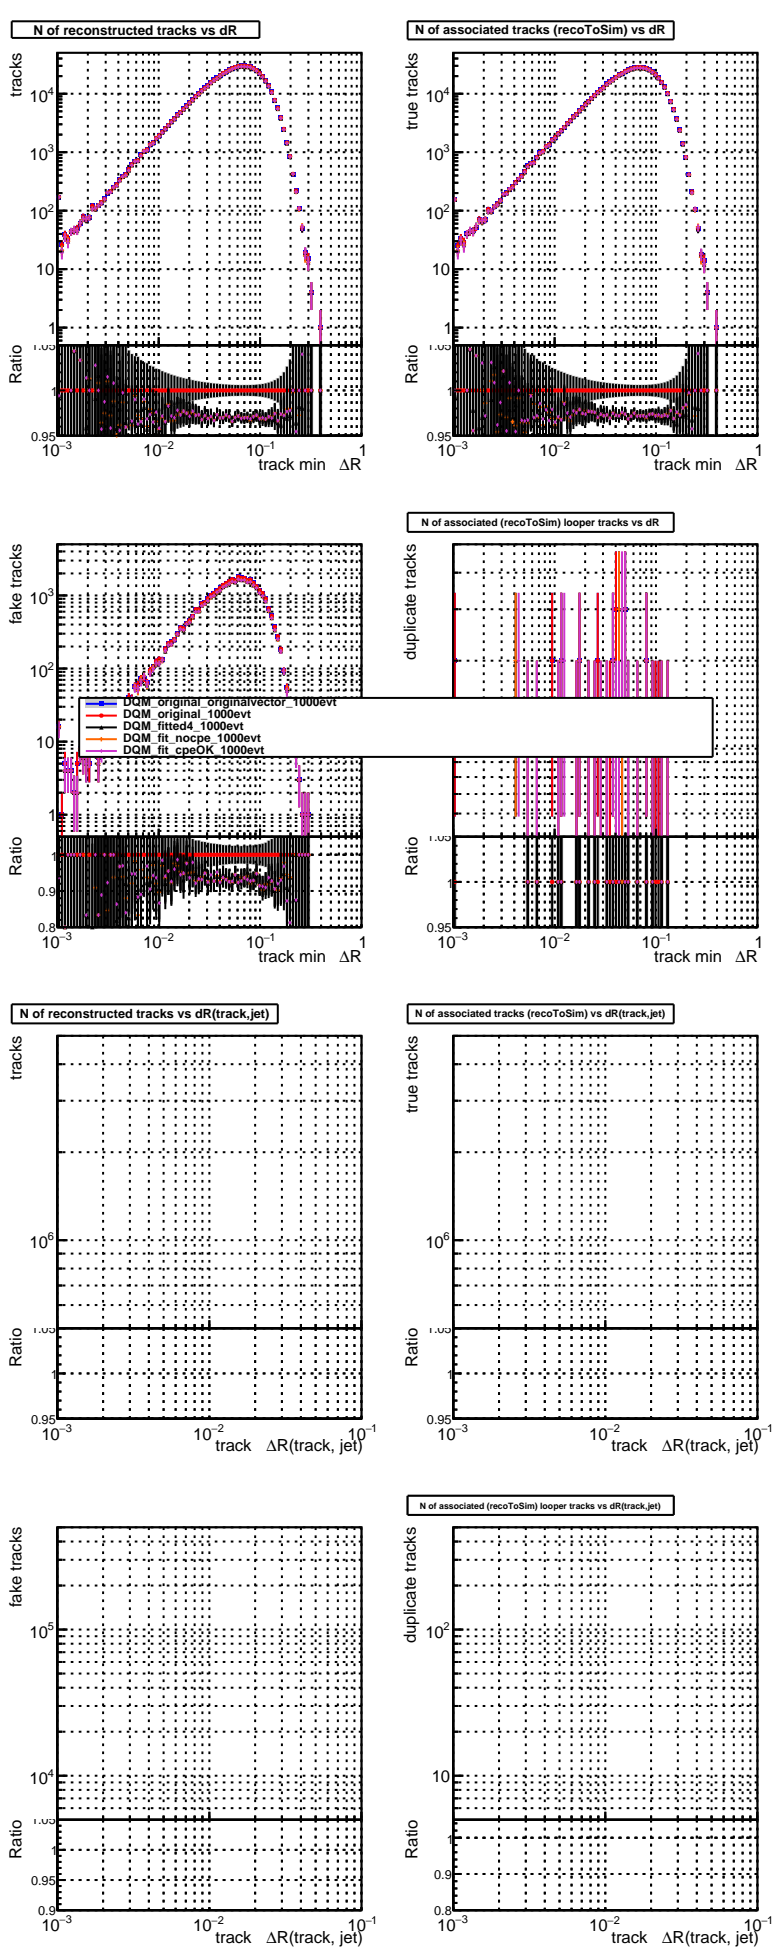 N of reconstructed tracks vs dR
tracks
10⁴
10³
10²
10
1
Ratio
1.05
1
0.95
10⁻³ 10⁻² 10⁻¹ 1
track min ΔR
N of associated tracks (recoToSim) vs dR
true tracks
10⁴
10³
10²
10
1
Ratio
1.05
1
0.95
10⁻³ 10⁻² 10⁻¹ 1
track min ΔR
fake tracks
10³
10²
10
1
Ratio
1
0.9
0.8
10⁻³ 10⁻² 10⁻¹ 1
track min ΔR
N of associated (recoToSim) looper tracks vs dR
duplicate tracks
Ratio
1.05
1
0.95
10⁻³ 10⁻² 10⁻¹ 1
track min ΔR
DQM_original_originalvector_1000evt
DQM_original_1000evt
DQM_fitted4_1000evt
DQM_fit_nocpe_1000evt
DQM_fit_cpeOK_1000evt
N of reconstructed tracks vs dR(track,jet)
tracks
10⁶
Ratio
1.05
1
0.95
10⁻³ 10⁻² 10⁻¹
track ΔR(track, jet)
N of associated tracks (recoToSim) vs dR(track,jet)
true tracks
10⁶
Ratio
1.05
1
0.95
10⁻³ 10⁻² 10⁻¹
track ΔR(track, jet)
fake tracks
10⁵
10⁴
Ratio
1.05
1
0.95
0.9
10⁻³ 10⁻² 10⁻¹
track ΔR(track, jet)
N of associated (recoToSim) looper tracks vs dR(track,jet)
duplicate tracks
10²
10
Ratio
1
0.9
0.8
10⁻³ 10⁻² 10⁻¹
track ΔR(track, jet)